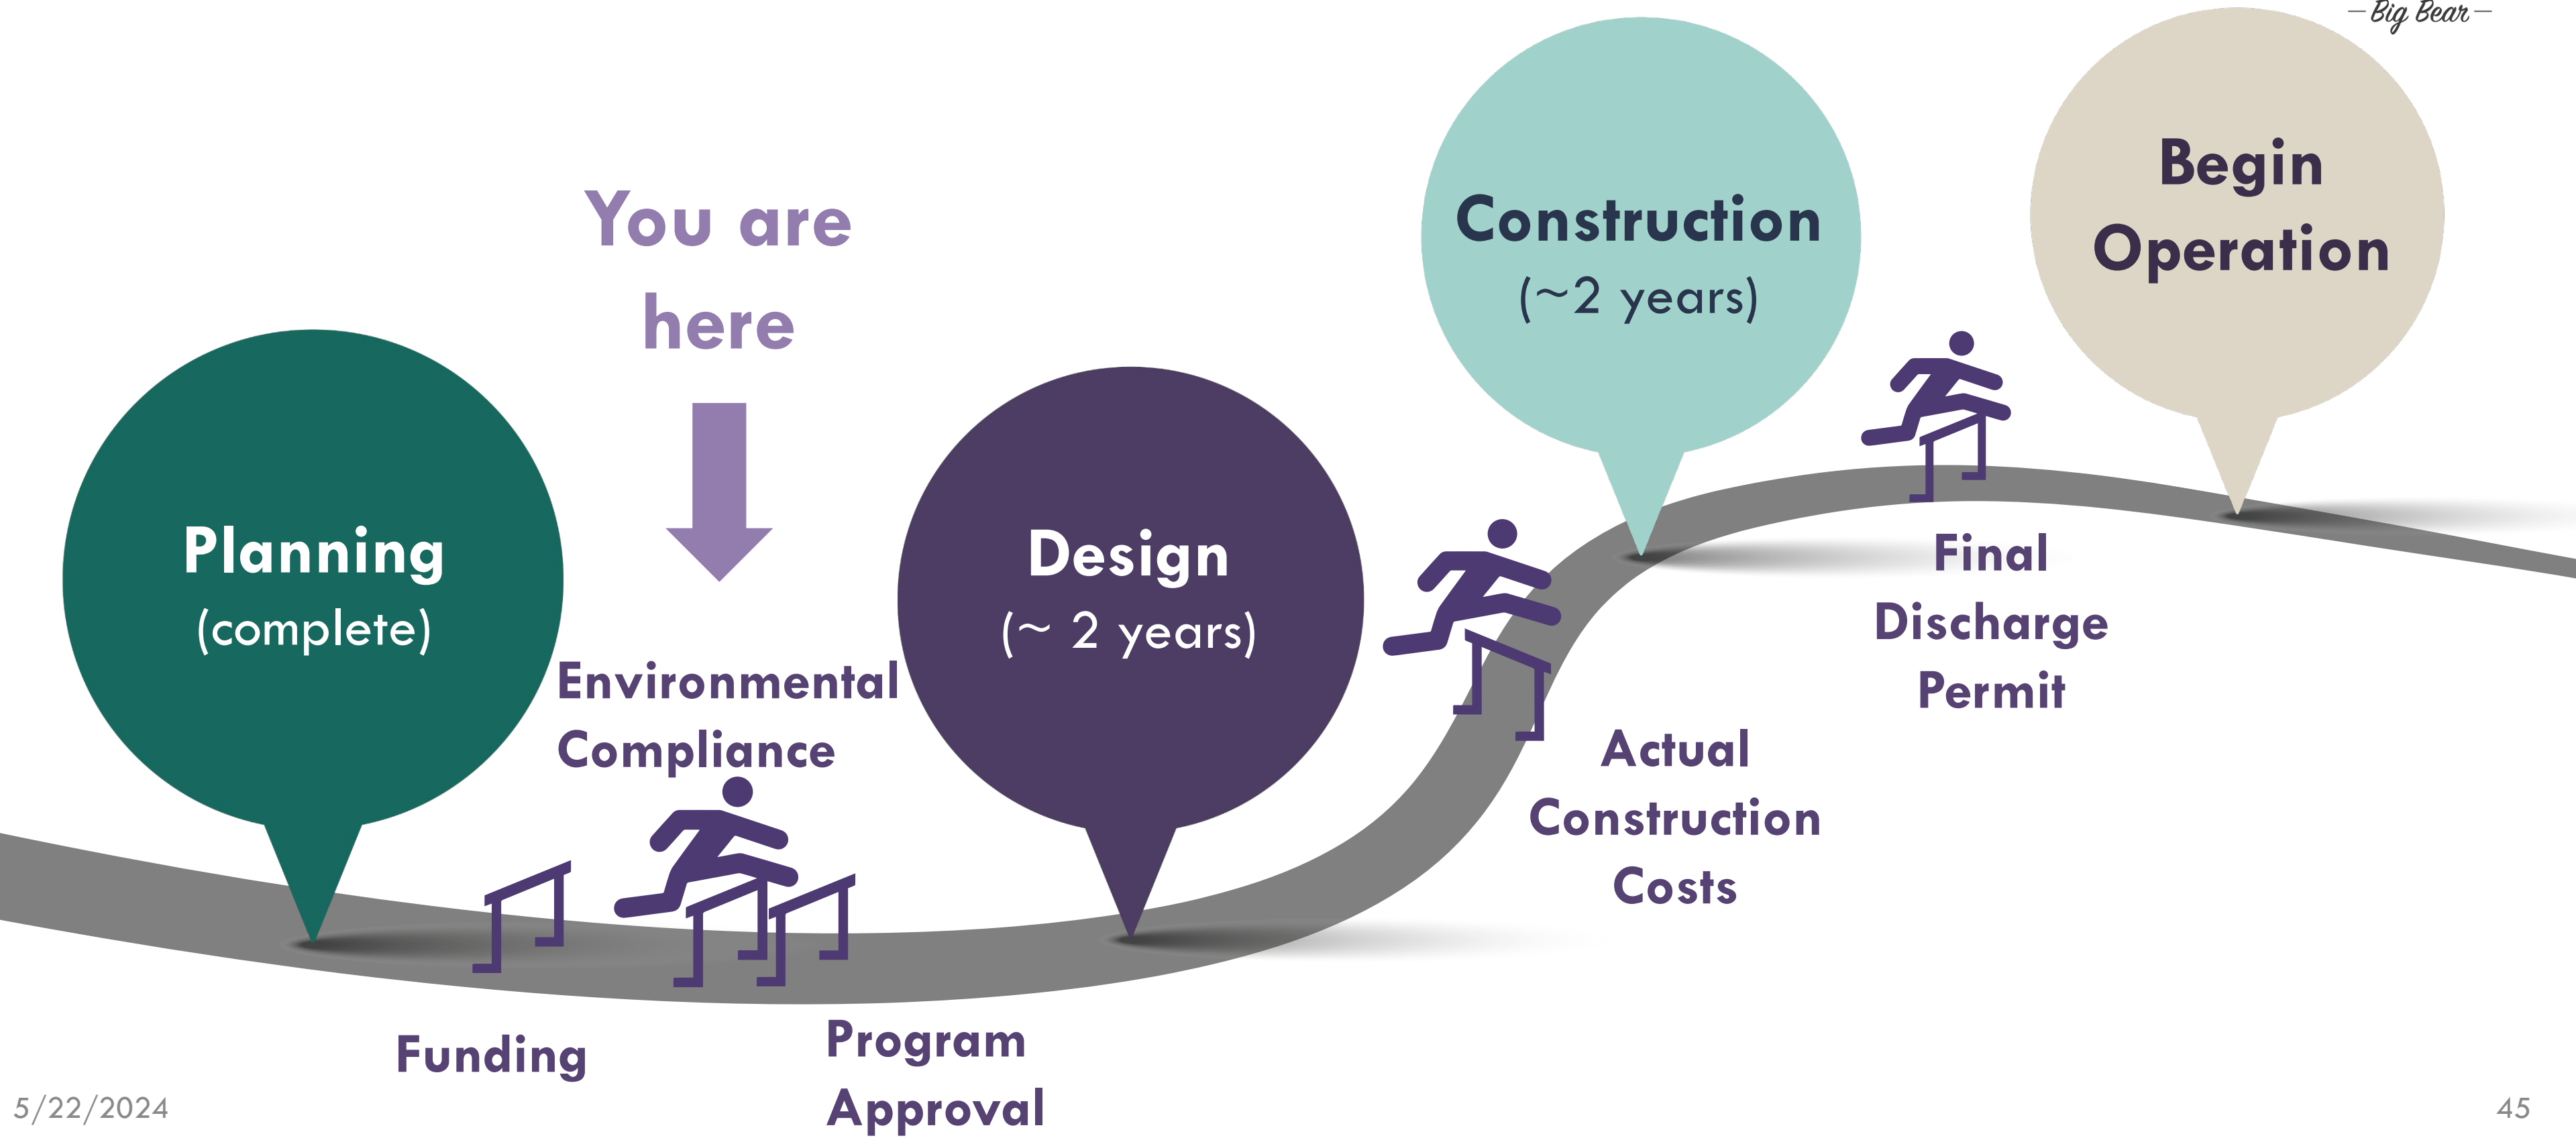 —Big Bear—
You are
here
Planning
(complete)
Environmental
Compliance
Funding
Program
Approval
Design
(~ 2 years)
Construction
(~2 years)
Actual
Construction
Costs
Final
Discharge
Permit
Begin
Operation
5/22/2024
45